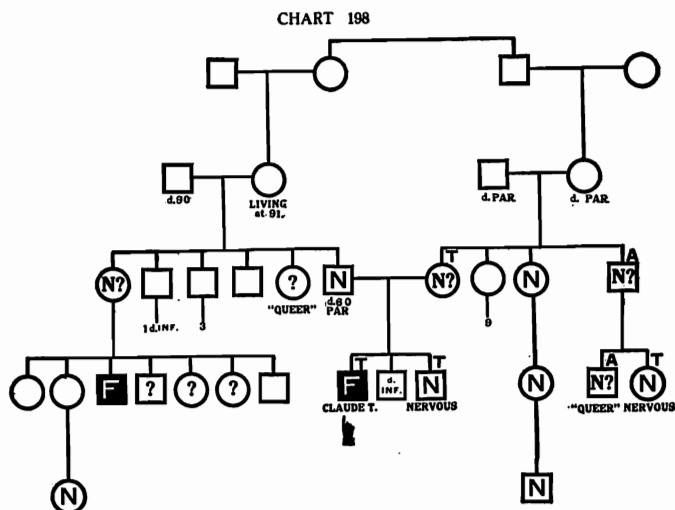 CHART 198
d.90
LIVING
at 91.
d. PAR
d. PAR
N?
?
N
T
N?
N
A
N?
1 d. INF.
3
"QUEER"
d.60
PAR
9
F
?
?
?
T
F
d.
INF.
T
N
N
A
N?
T
N
CLAUDE T.
NERVOUS
"QUEER"
NERVOUS
N
N